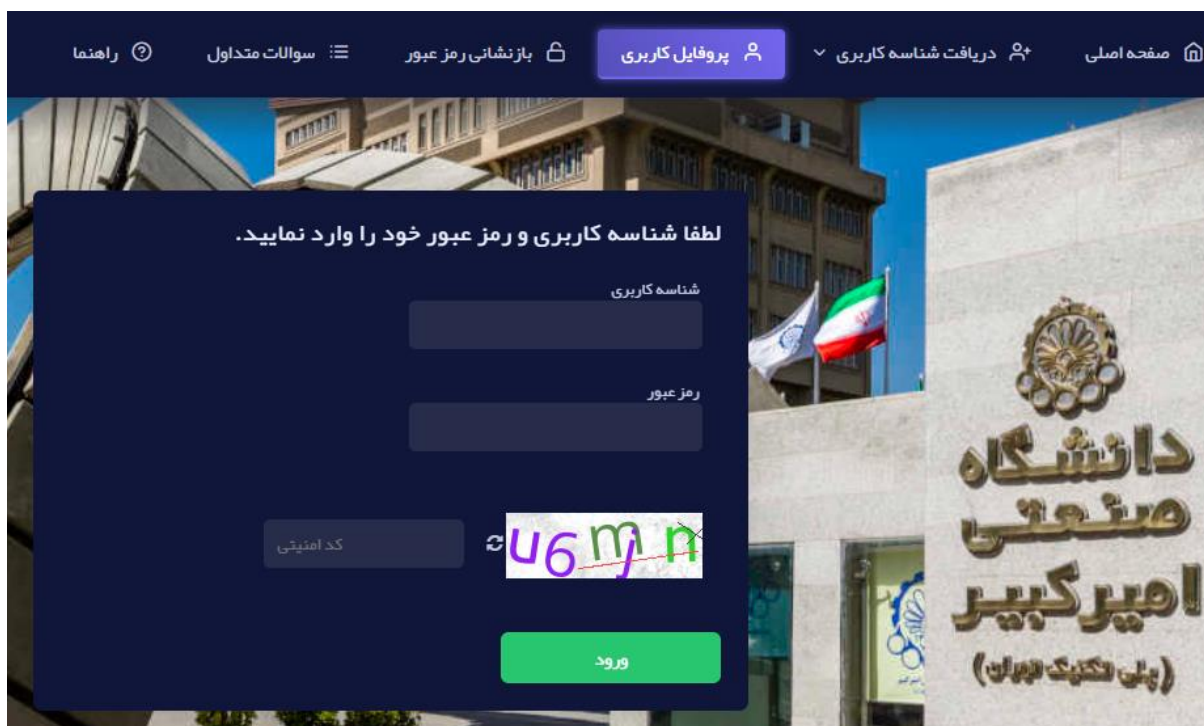 صفحه اصلی
دریافت شناسه کاربری
پروفایل کاربری
بازنشانی رمز عبور
سوالات متداول
راهنما
لطفا شناسه کاربری و رمز عبور خود را وارد نمایید.
شناسه کاربری
رمز عبور
u6mjn
کد امنیتی
ورود
دانشگاه
صنعتی
امیرکبیر
(پلی تکنیک تهران)